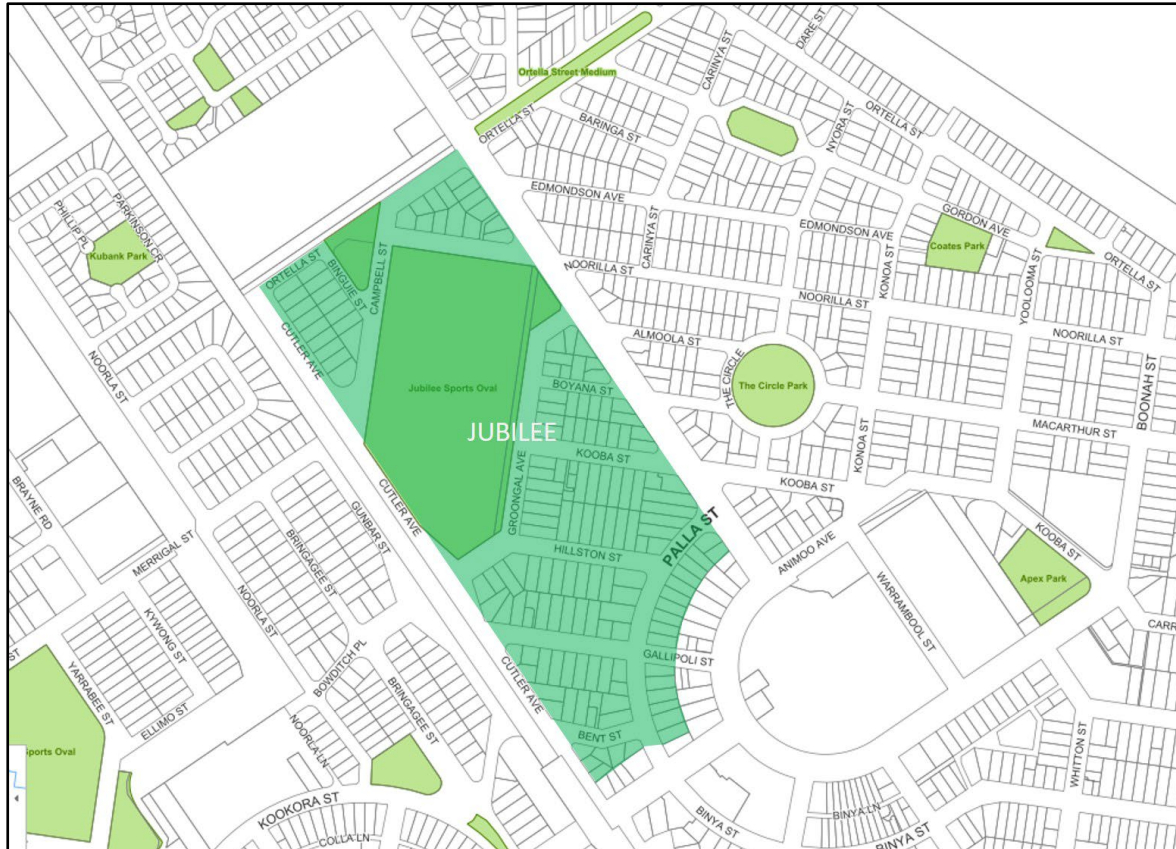 DARE ST
CARINYA ST
Ortella Street Medium
ORTELLA ST
BARINGA ST
NYORA ST
ORTELLA ST
PARKINSON CR
PHILLIP PL
Kubank Park
EDMONDSON AVE
EDMONDSON AVE
GORDON AVE
Coates Park
CARINYA ST
KONOA ST
YOOLOOMA ST
ORTELLA ST
ORTELLA ST
BINGUIE ST
CAMPBELL ST
NOORILLA ST
NOORILLA ST
NOORILLA ST
CUTLER AVE
ALMOOLA ST
THE CIRCLE
The Circle Park
BOONAH ST
NOORLA ST
Jubilee Sports Oval
BOYANA ST
JUBILEE
MACARTHUR ST
KONOA ST
KOOBA ST
KOOBA ST
GROONGAL AVE
CUTLER AVE
BRAYNE RD
GUNBAR ST
MERRIGAL ST
PALLA ST
KOOBA ST
HILLSTON ST
ANIMOO AVE
Apex Park
BRINGAGEE ST
WARRAMBOOL ST
NOORLA ST
KYWONG ST
CARR
GALLIPOLI ST
BOWDITCH PL
CUTLER AVE
YARRABEE ST
BRINGAGEE ST
ELLIMO ST
ST
BENT ST
NOORLA LN
WHITTON ST
ports Oval
KOOKORA ST
BINYA LN
BINYA ST
BINYA ST
COLLA LN